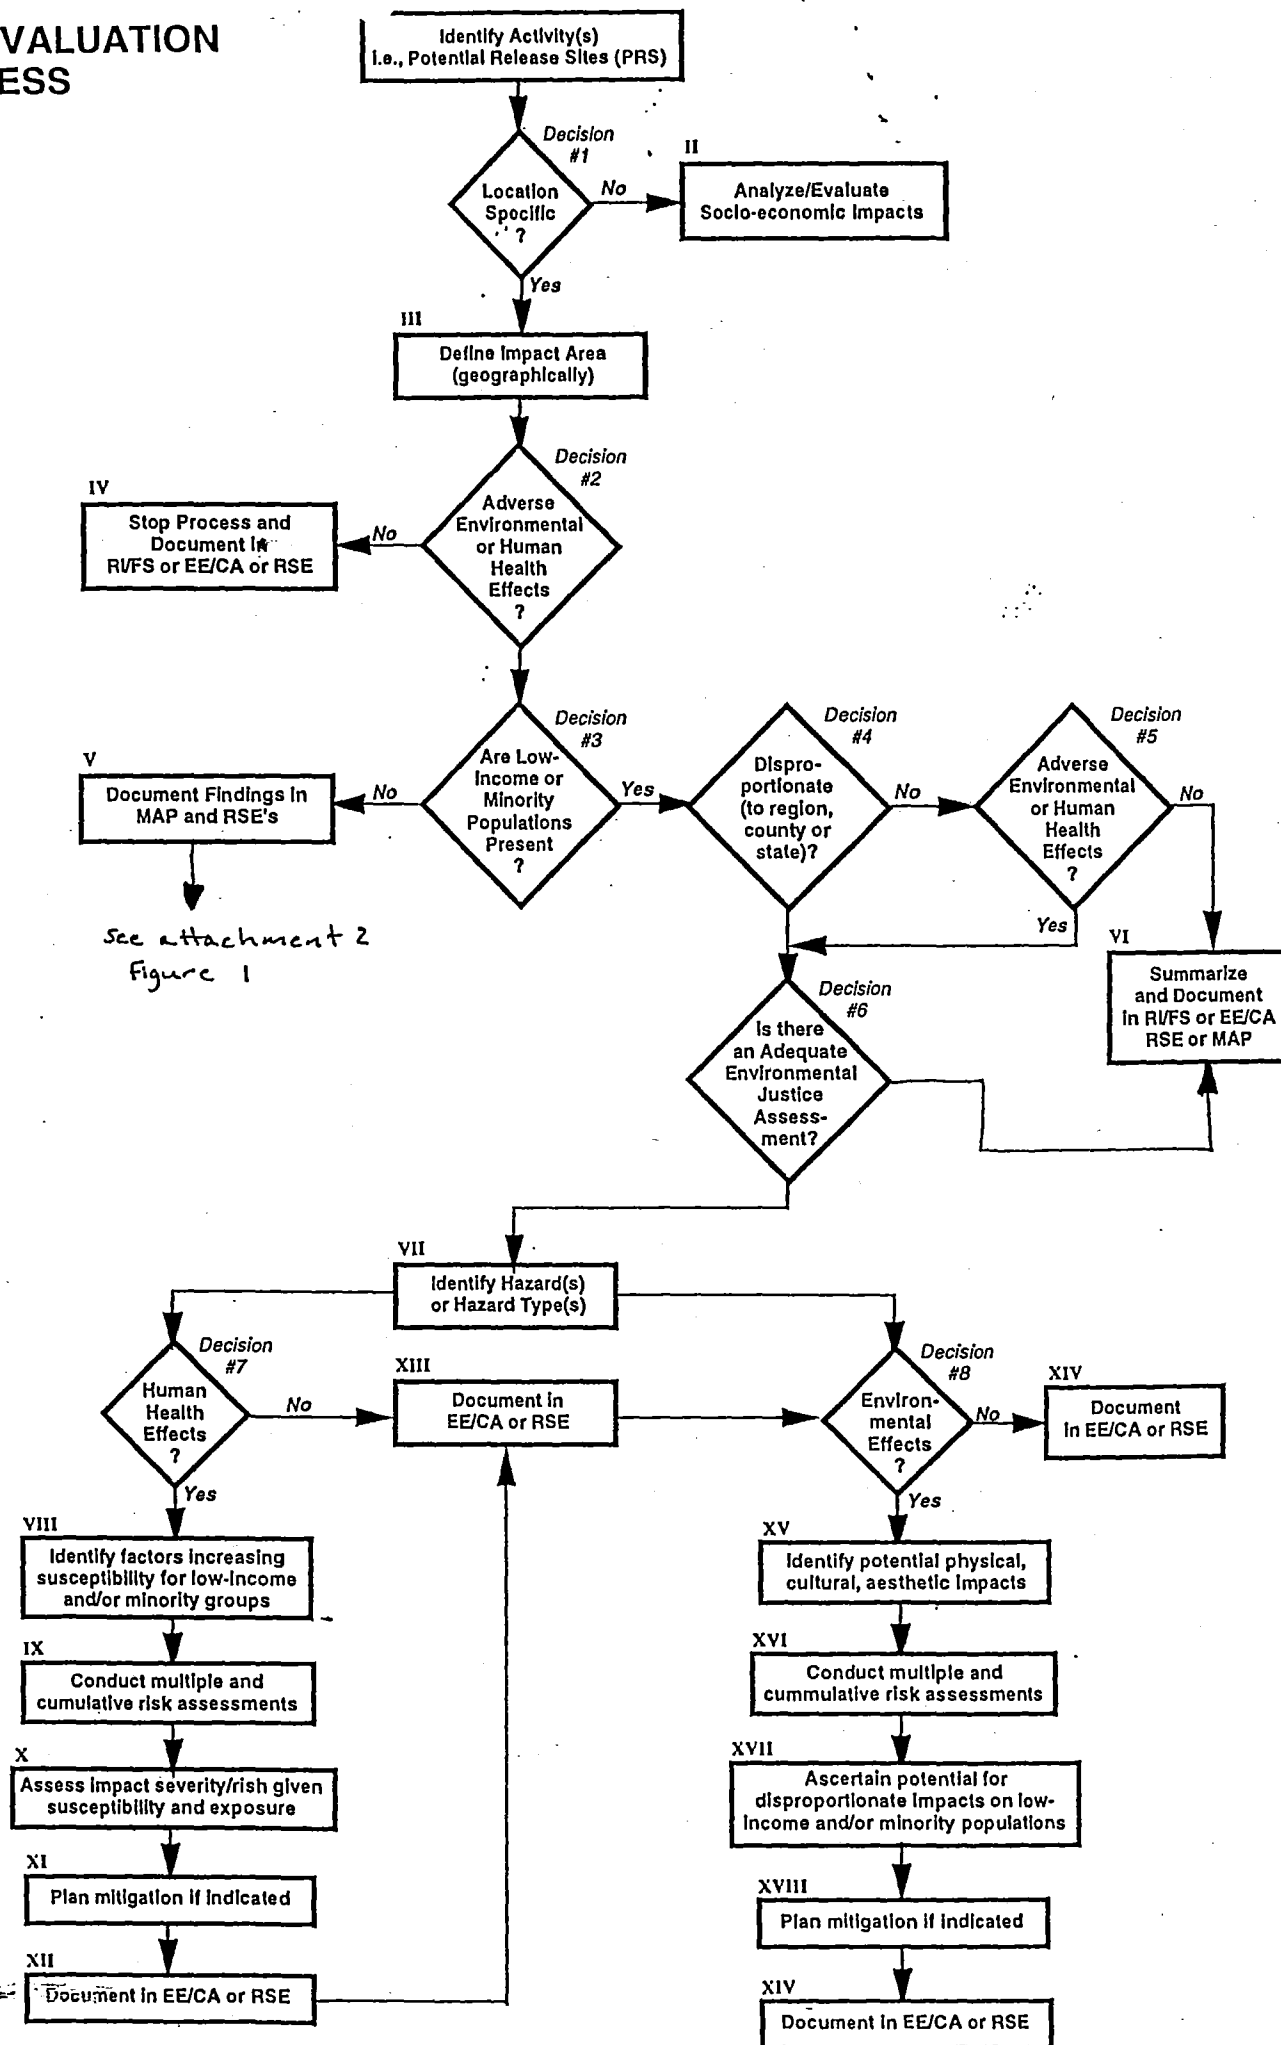 VALUATION
ESS
Identify Activity(s)
i.e., Potential Release Sites (PRS)
Decision
#1
Location
Specific
?
No
II
Analyze/Evaluate
Socio-economic Impacts
Yes
III
Define Impact Area
(geographically)
Decision
#2
Adverse
Environmental
or Human
Health
Effects
?
No
IV
Stop Process and
Document in
RI/FS or EE/CA or RSE
Decision
#3
Are Low-
Income or
Minority
Populations
Present
?
No
V
Document Findings in
MAP and RSE's
see attachment 2
Figure 1
Yes
Decision
#4
Dispro-
portionate
(to region,
county or
state)?
No
Decision
#5
Adverse
Environmental
or Human
Health
Effects
?
No
Yes
VI
Summarize
and Document
in RI/FS or EE/CA
RSE or MAP
Decision
#6
Is there
an Adequate
Environmental
Justice
Assess-
ment?
VII
Identify Hazard(s)
or Hazard Type(s)
Decision
#7
Human
Health
Effects
?
No
XIII
Document in
EE/CA or RSE
Decision
#8
Environ-
mental
Effects
?
No
XIV
Document
in EE/CA or RSE
Yes
VIII
Identify factors increasing
susceptibility for low-income
and/or minority groups
IX
Conduct multiple and
cumulative risk assessments
X
Assess impact severity/rish given
susceptibility and exposure
XI
Plan mitigation if indicated
XII
Document in EE/CA or RSE
Yes
XV
Identify potential physical,
cultural, aesthetic impacts
XVI
Conduct multiple and
cummulative risk assessments
XVII
Ascertain potential for
disproportionate impacts on low-
income and/or minority populations
XVIII
Plan mitigation if indicated
XIV
Document in EE/CA or RSE